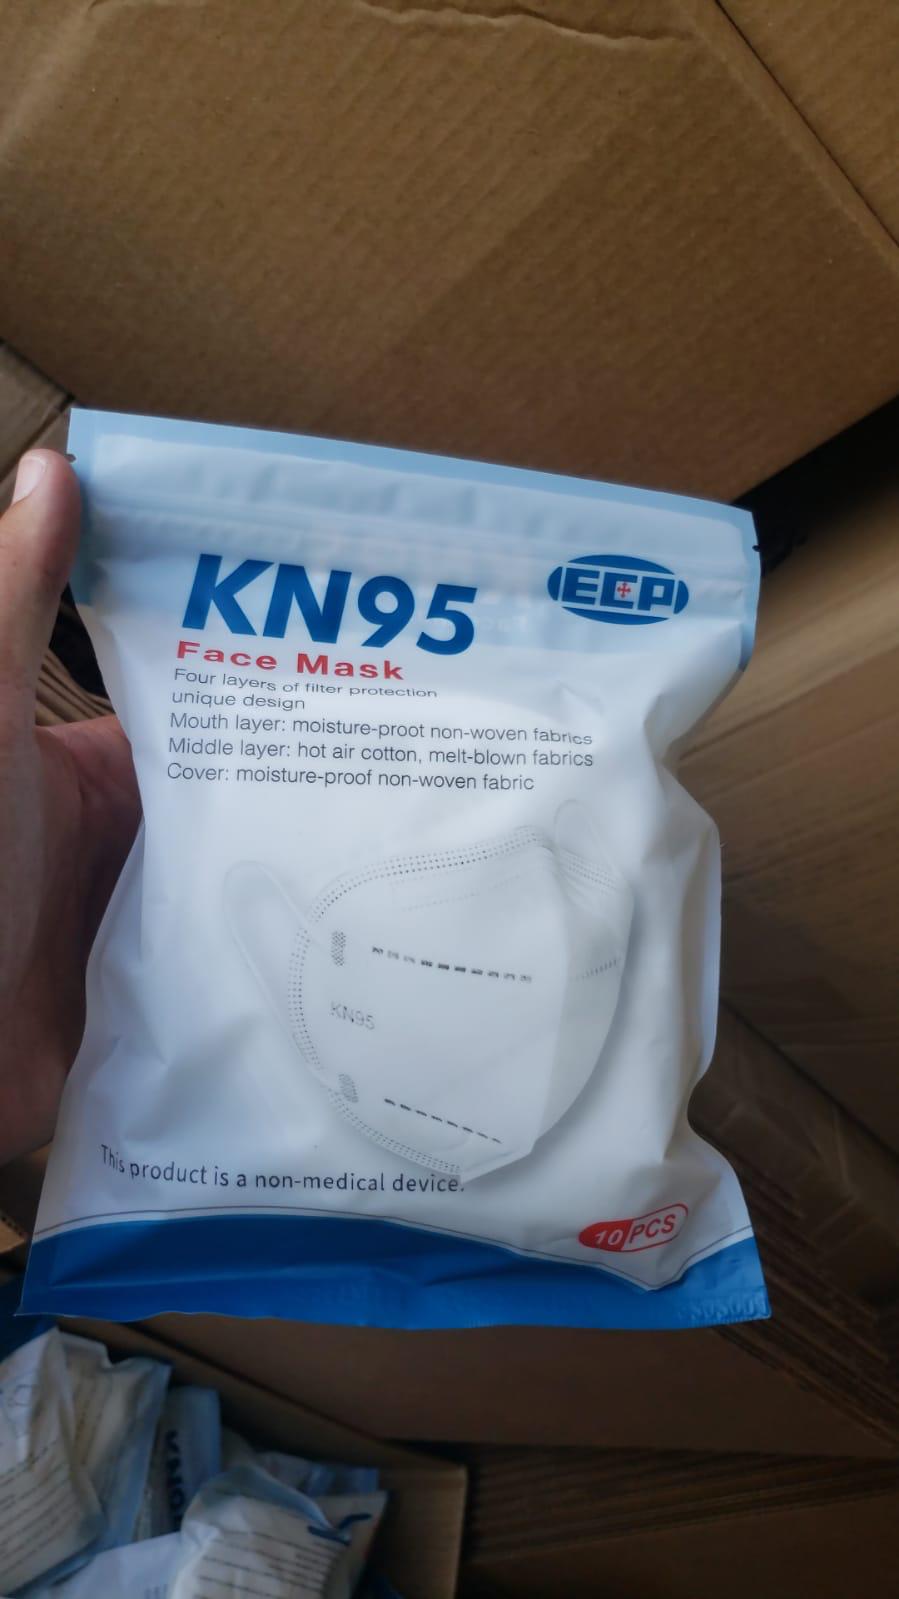 KN95
ECP
Face Mask
Four layers of filter protection
unique design
Mouth layer: moisture-proot non-woven fabrics
Middle layer: hot air cotton, melt-blown fabrics
Cover: moisture-proof non-woven fabric
KN95
This product is a non-medical device.
10 PCS